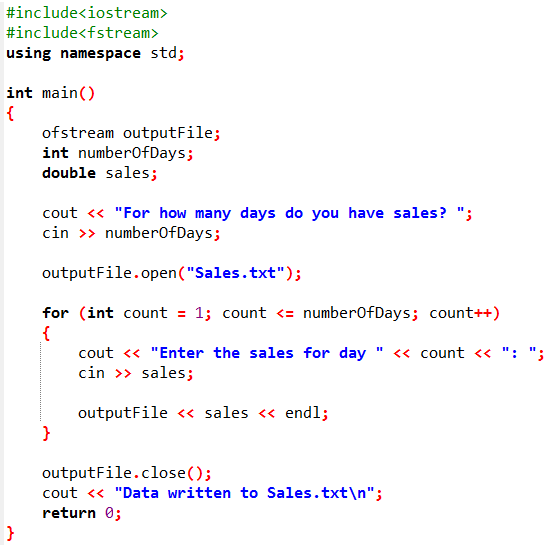 #include<iostream>
#include<fstream>
using namespace std;

int main()
{
    ofstream outputFile;
    int numberOfDays;
    double sales;

    cout << "For how many days do you have sales? ";
    cin >> numberOfDays;

    outputFile.open("Sales.txt");

    for (int count = 1; count <= numberOfDays; count++)
    {
        cout << "Enter the sales for day " << count << ": ";
        cin >> sales;

        outputFile << sales << endl;
    }

    outputFile.close();
    cout << "Data written to Sales.txt\n";
    return 0;
}